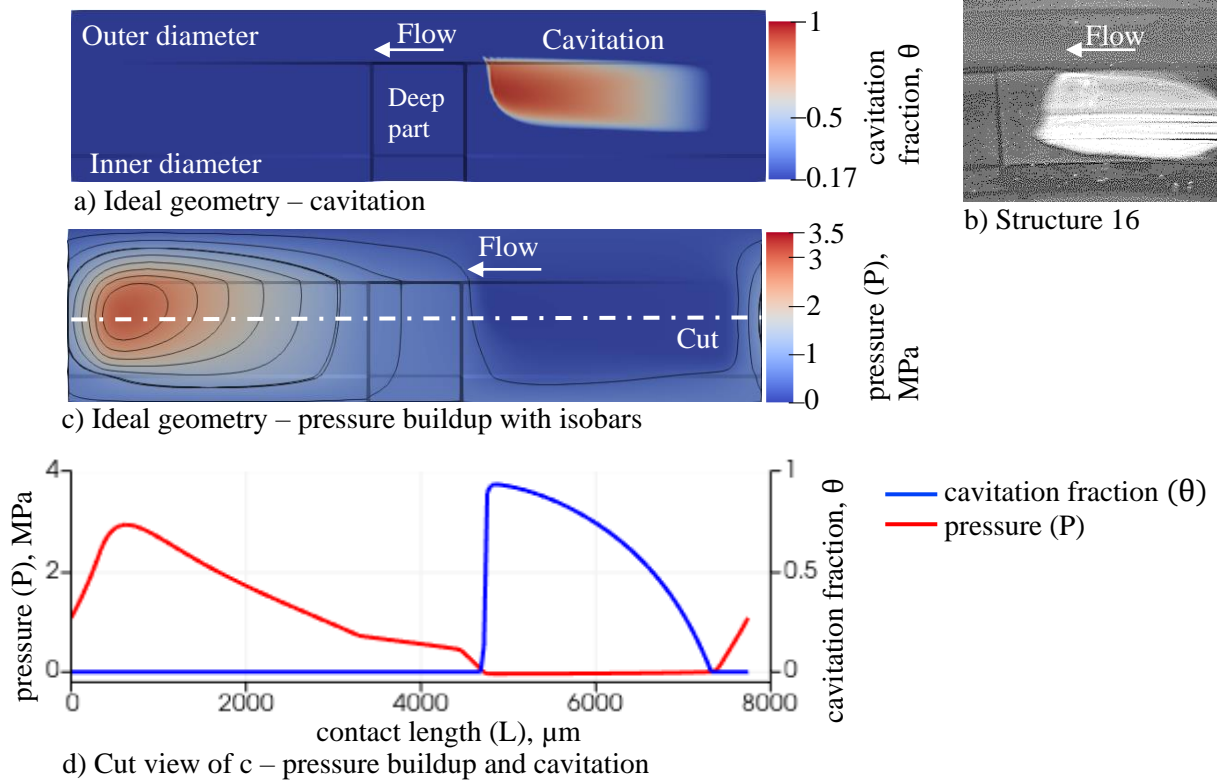 Outer diameter
Flow
Cavitation
Deep
part
Inner diameter
1
0.5
0.17
cavitation
fraction, θ
a) Ideal geometry – cavitation
Flow
b) Structure 16
Flow
Cut
3.5
3
2
1
0
pressure (P),
MPa
c) Ideal geometry – pressure buildup with isobars
4
2
0
pressure (P), MPa
1
0.5
0
cavitation fraction, θ
0
2000
4000
6000
8000
contact length (L), μm
cavitation fraction (θ)
pressure (P)
d) Cut view of c – pressure buildup and cavitation